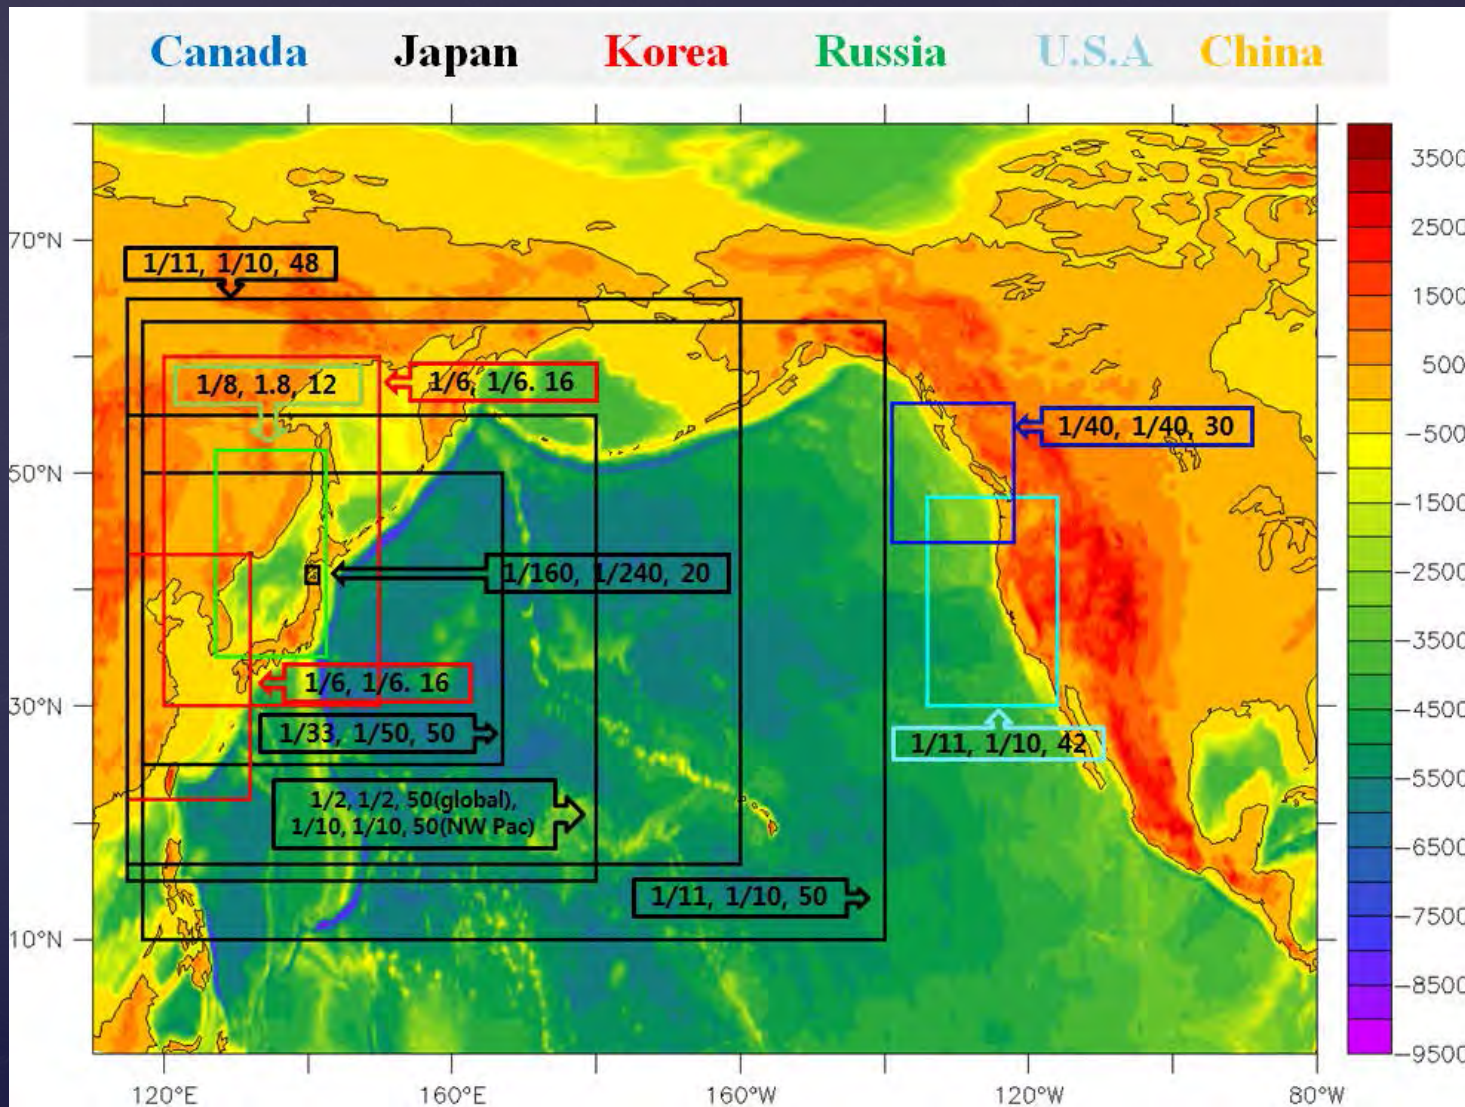 Canada Japan Korea Russia U.S.A China
70°N
50°N
30°N
10°N
1/11, 1/10, 48
1/8, 1.8, 12
1/6, 1/6. 16
1/40, 1/40, 30
1/160, 1/240, 20
1/6, 1/6. 16
1/33, 1/50, 50
1/11, 1/10, 42
1/2, 1/2, 50(global),
1/10, 1/10, 50(NW Pac)
1/11, 1/10, 50
120°E 160°E 160°W 120°W 80°W
3500
2500
1500
500
−500
−1500
−2500
−3500
−4500
−5500
−6500
−7500
−8500
−9500